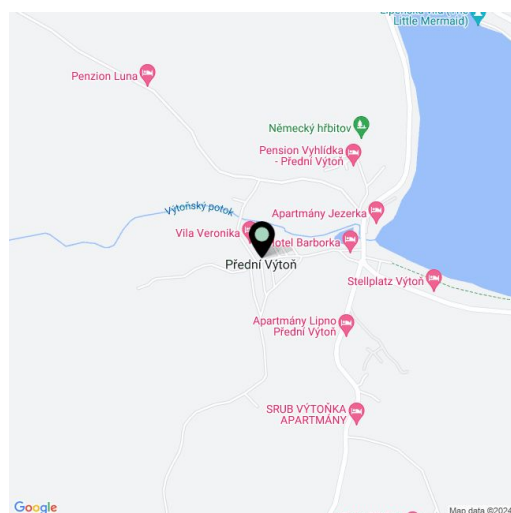 Little Mermaid)
Penzion Luna
Německý hřbitov
Pension Vyhlídka
- Přední Výtoň
Výtoňský potok
Apartmány Jezerka
Vila Veronika
Hotel Barborka
Přední Výtoň
Stellplatz Výtoň
Apartmány Lipno
Přední Výtoň
SRUB VÝTOŇKA
APARTMÁNY
Google
Map data ©2024